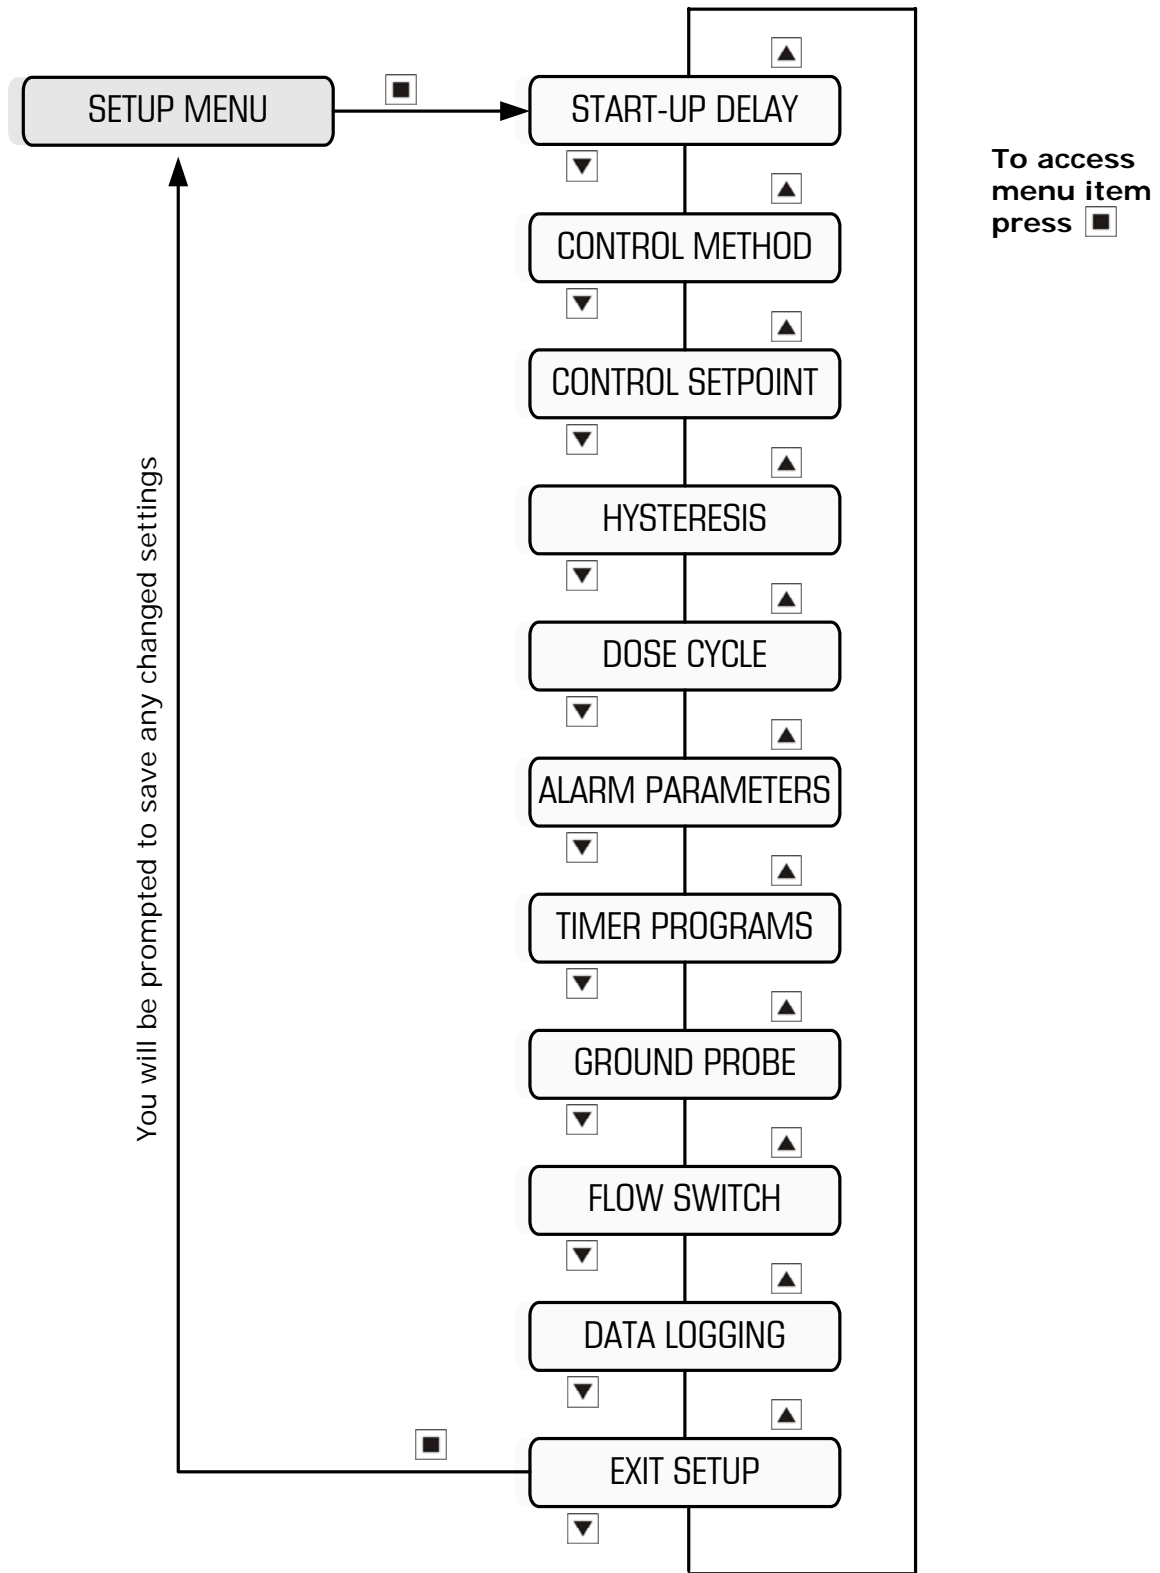 SETUP MENU
START-UP DELAY
To access
menu item
press
CONTROL METHOD
CONTROL SETPOINT
HYSTERESIS
DOSE CYCLE
ALARM PARAMETERS
TIMER PROGRAMS
GROUND PROBE
FLOW SWITCH
DATA LOGGING
EXIT SETUP
You will be prompted to save any changed settings